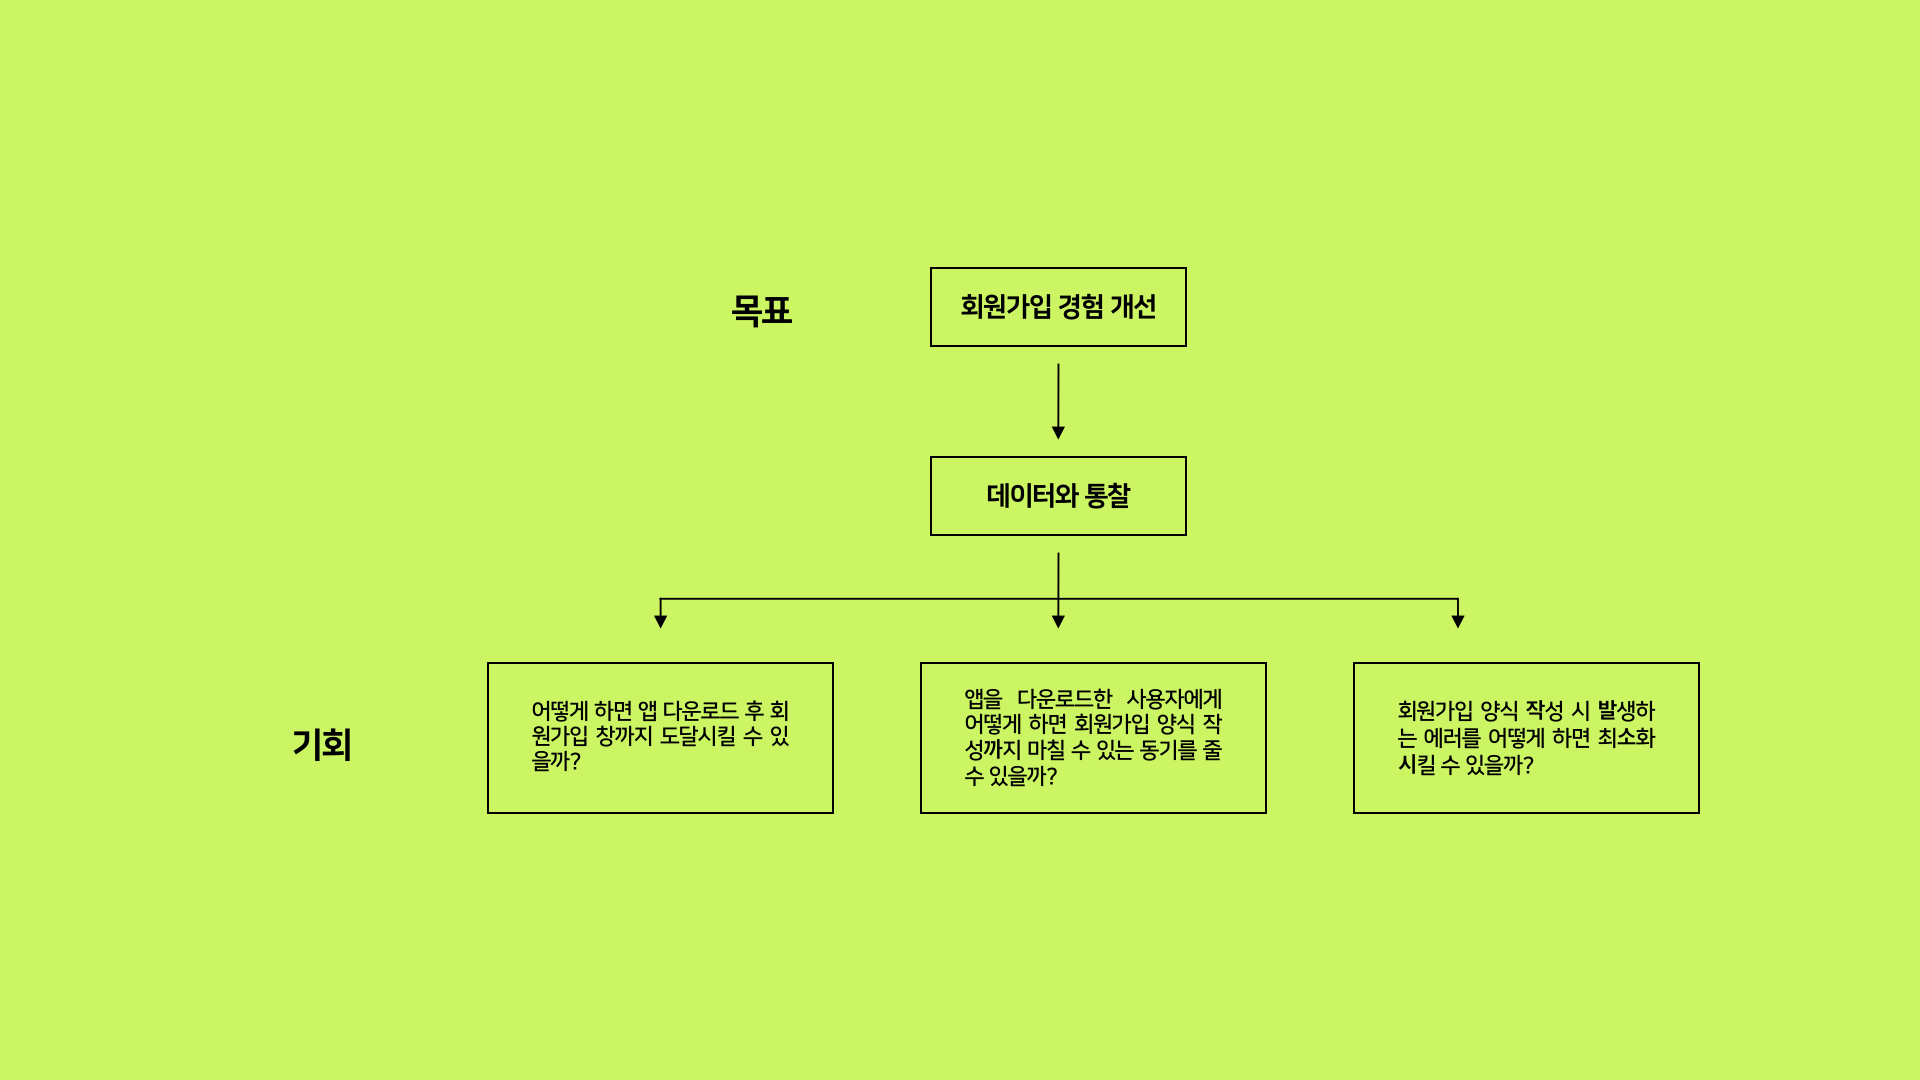 목표
회원가입 경험 개선
데이터와 통찰
기회
어떻게 하면 앱 다운로드 후 회
원가입 창까지 도달시킬 수 있
을까?
앱을 다운로드한 사용자에게
어떻게 하면 회원가입 양식 작
성까지 마칠 수 있는 동기를 줄
수 있을까?
회원가입 양식 작성 시 발생하
는 에러를 어떻게 하면 최소화
시킬 수 있을까?